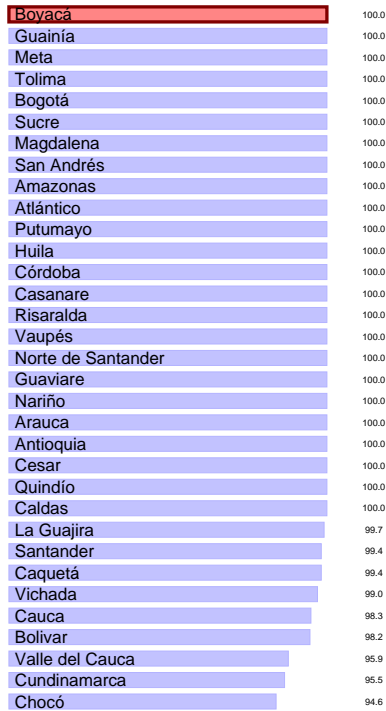 Boyacá 100.0
Guainía 100.0
Meta 100.0
Tolima 100.0
Bogotá 100.0
Sucre 100.0
Magdalena 100.0
San Andrés 100.0
Amazonas 100.0
Atlántico 100.0
Putumayo 100.0
Huila 100.0
Córdoba 100.0
Casanare 100.0
Risaralda 100.0
Vaupés 100.0
Norte de Santander 100.0
Guaviare 100.0
Nariño 100.0
Arauca 100.0
Antioquia 100.0
Cesar 100.0
Quindío 100.0
Caldas 100.0
La Guajira 99.7
Santander 99.4
Caquetá 99.4
Vichada 99.0
Cauca 98.3
Bolivar 98.2
Valle del Cauca 95.9
Cundinamarca 95.5
Chocó 94.6